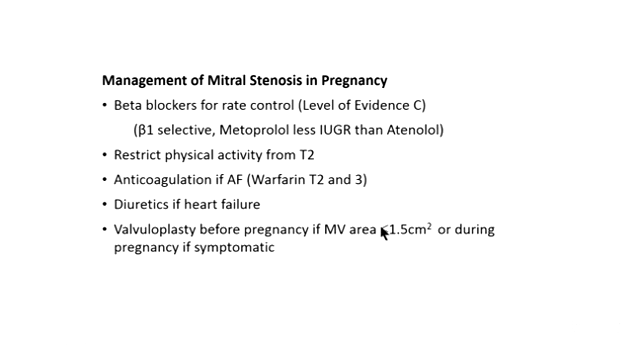 Management of Mitral Stenosis in Pregnancy
• Beta blockers for rate control (Level of Evidence C)
(β1 selective, Metoprolol less IUGR than Atenolol)
• Restrict physical activity from T2
• Anticoagulation if AF (Warfarin T2 and 3)
• Diuretics if heart failure
• Valvuloplasty before pregnancy if MV area <1.5cm² or during
pregnancy if symptomatic